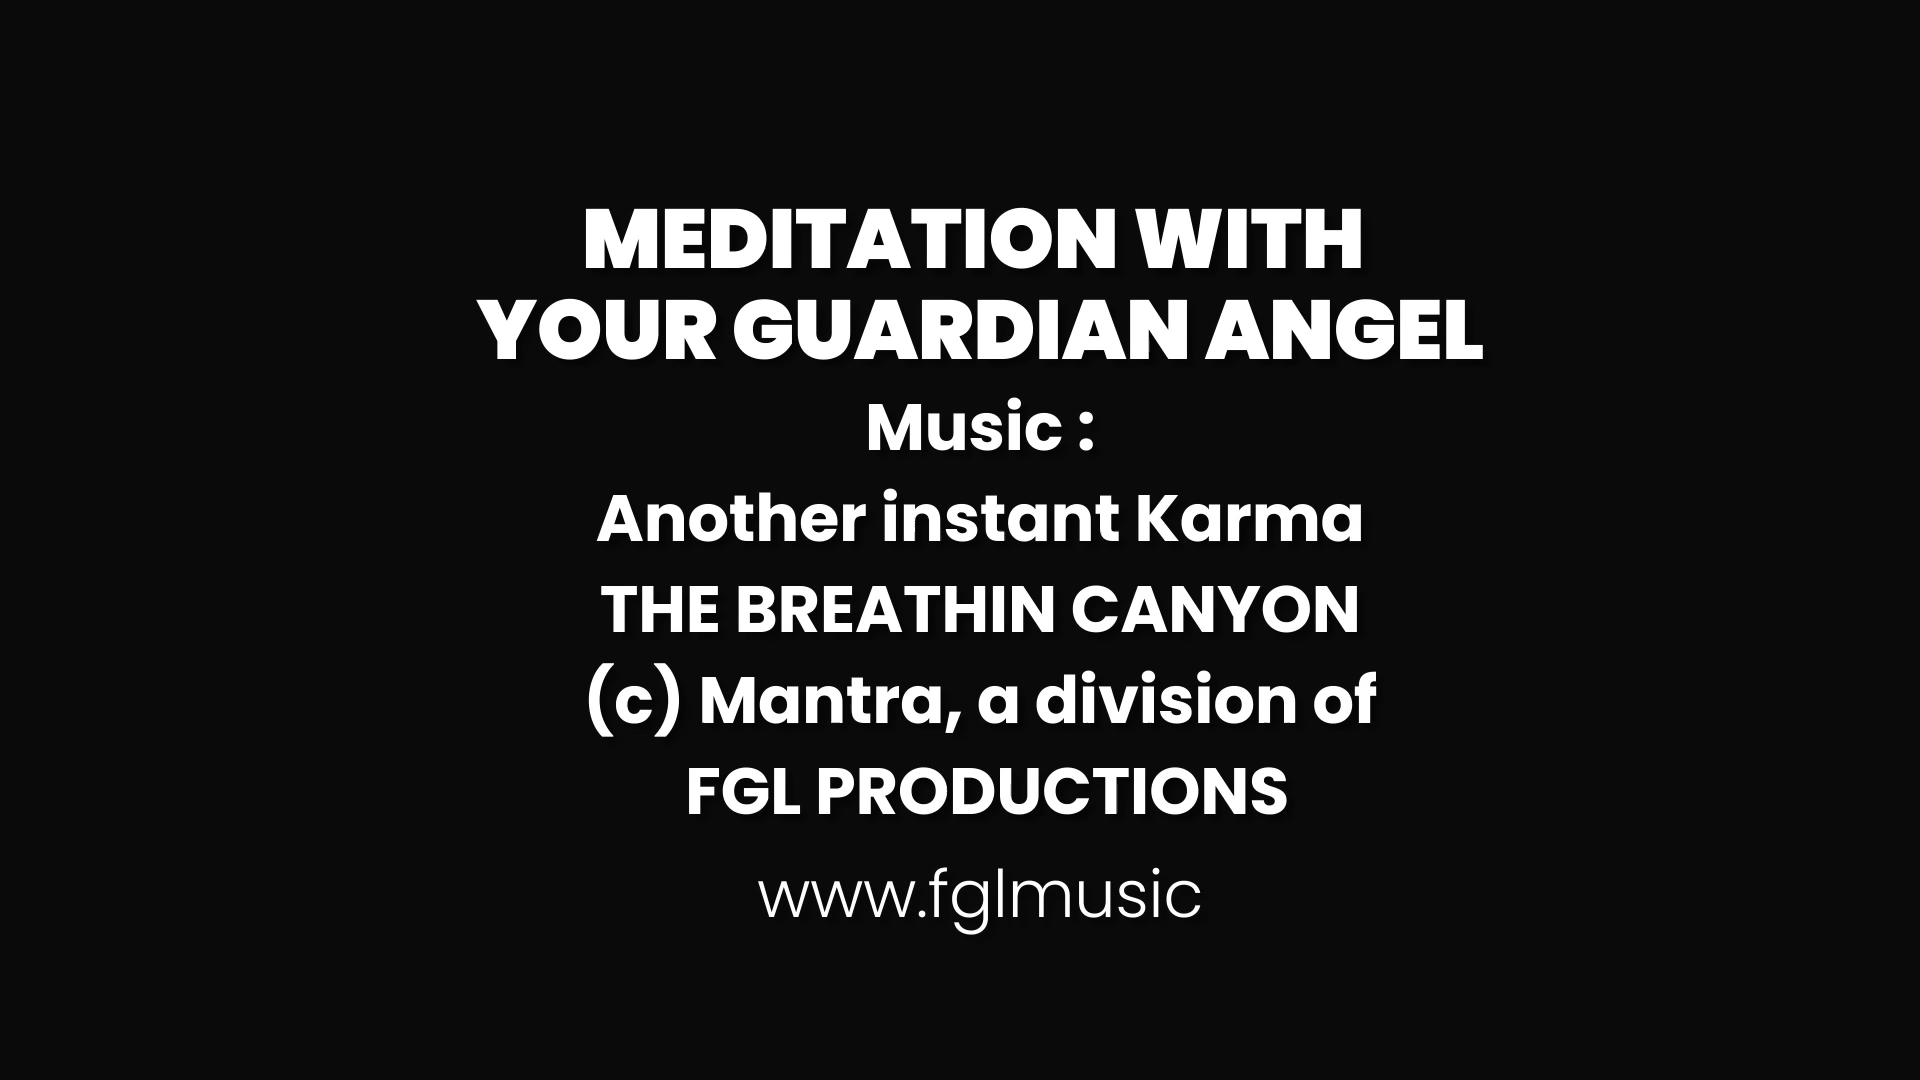 MEDITATION WITH
YOUR GUARDIAN ANGEL
Music :
Another instant Karma
THE BREATHIN CANYON
(c) Mantra, a division of
FGL PRODUCTIONS
www.fglmusic